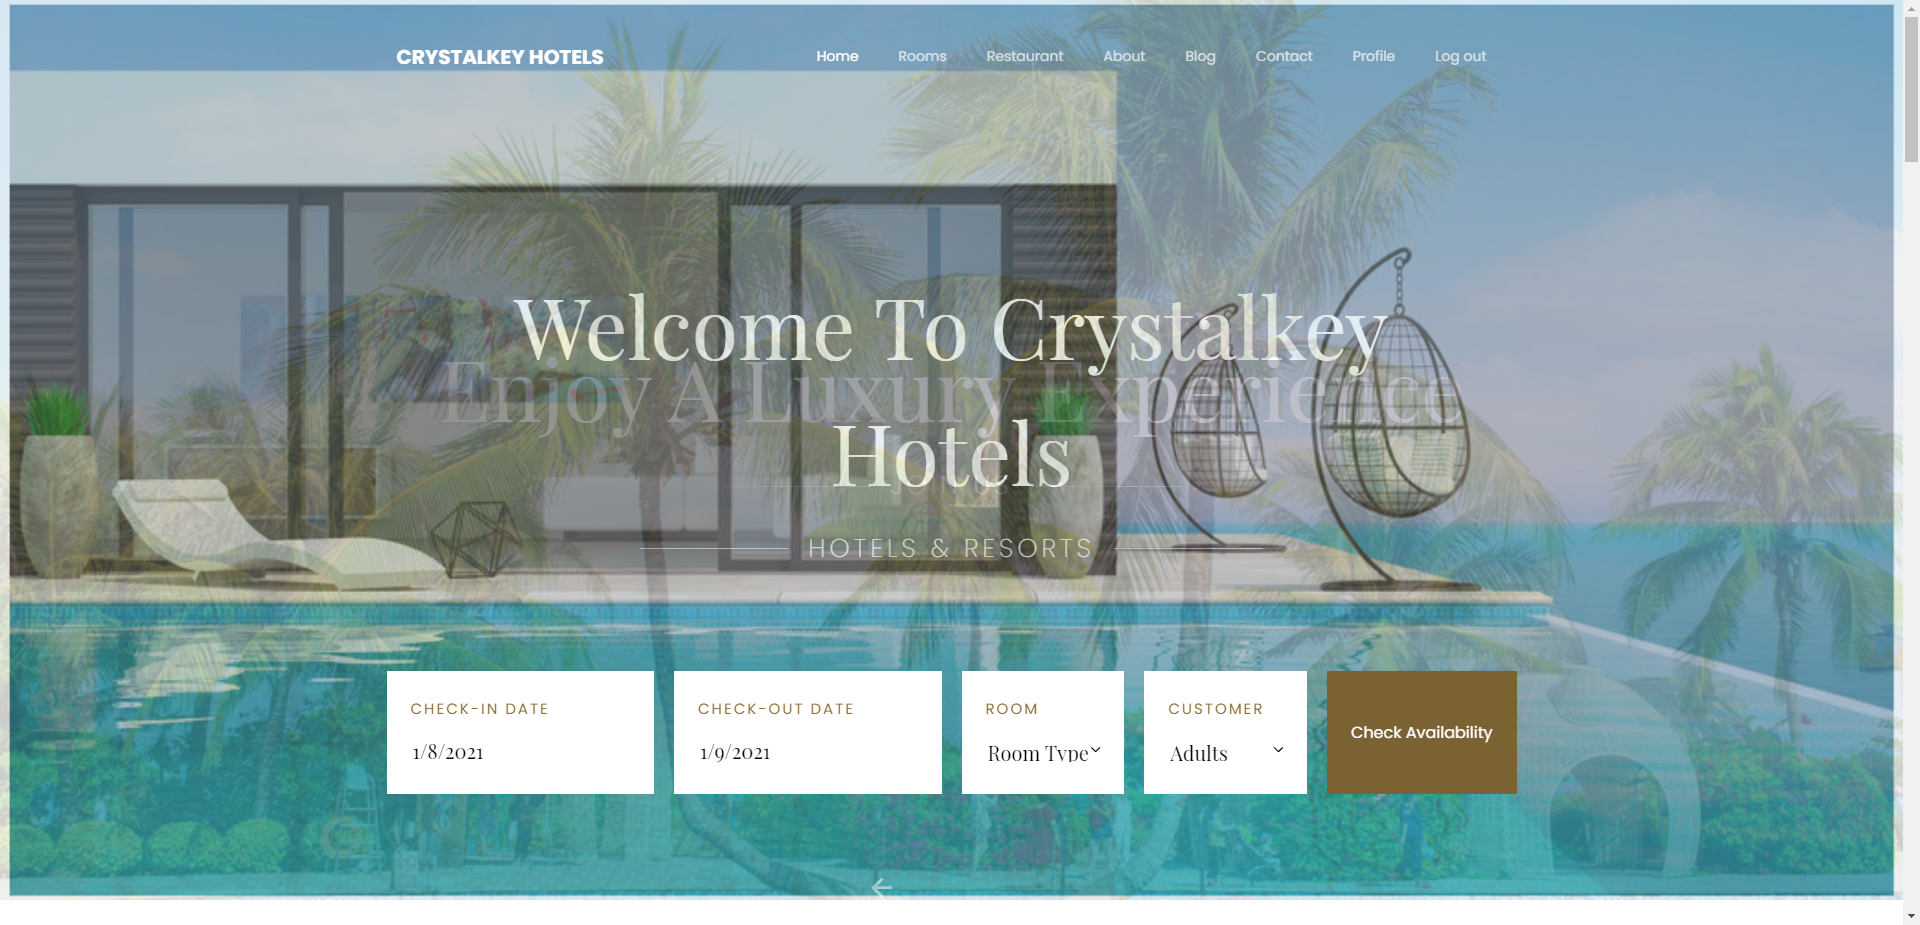 CRYSTALKEY HOTELS
Home Rooms Restaurant About Blog Contact Profile Log out
Welcome To Crystalkey
Enjoy A Luxury Experience
Hotels
HOTELS & RESORTS
CHECK-IN DATE
1/8/2021
CHECK-OUT DATE
1/9/2021
ROOM
Room Type
CUSTOMER
Adults
Check Availability